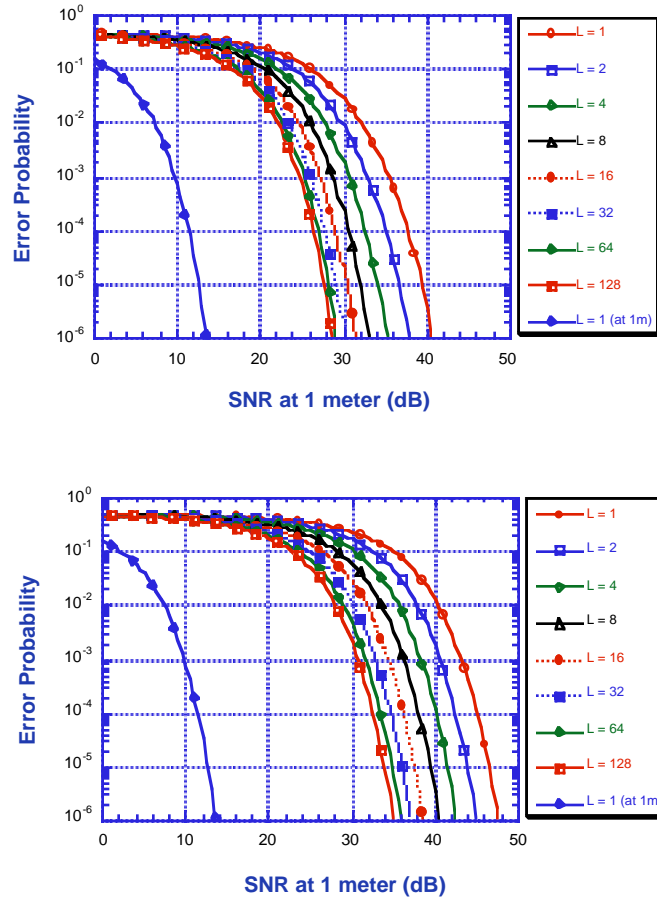 Error Probability
10^0
10^-1
10^-2
10^-3
10^-4
10^-5
10^-6
0 10 20 30 40 50
SNR at 1 meter (dB)
L = 1
L = 2
L = 4
L = 8
L = 16
L = 32
L = 64
L = 128
L = 1 (at 1m)
Error Probability
10^0
10^-1
10^-2
10^-3
10^-4
10^-5
10^-6
0 10 20 30 40 50
SNR at 1 meter (dB)
L = 1
L = 2
L = 4
L = 8
L = 16
L = 32
L = 64
L = 128
L = 1 (at 1m)